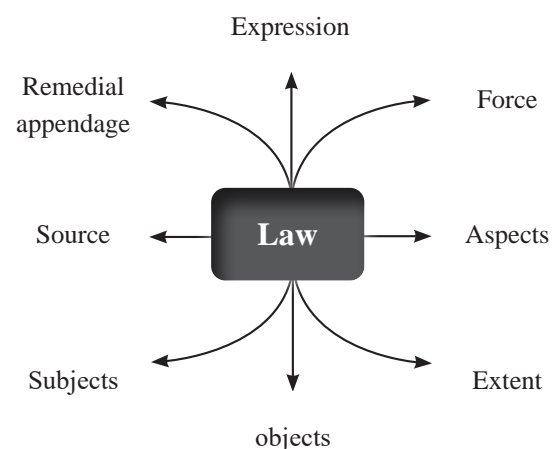 Expression
Remedial
appendage
Force
Source
Law
Aspects
Subjects
Extent
objects